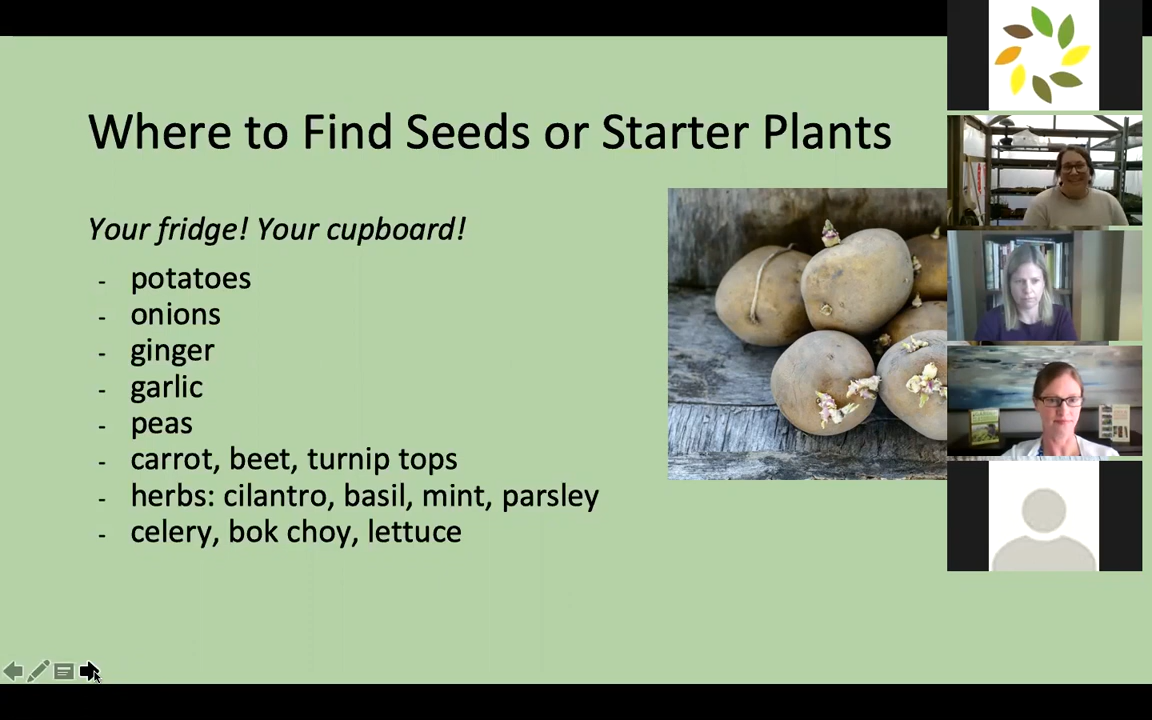 Where to Find Seeds or Starter Plants
Your fridge! Your cupboard!
- potatoes
- onions
- ginger
- garlic
- peas
- carrot, beet, turnip tops
- herbs: cilantro, basil, mint, parsley
- celery, bok choy, lettuce